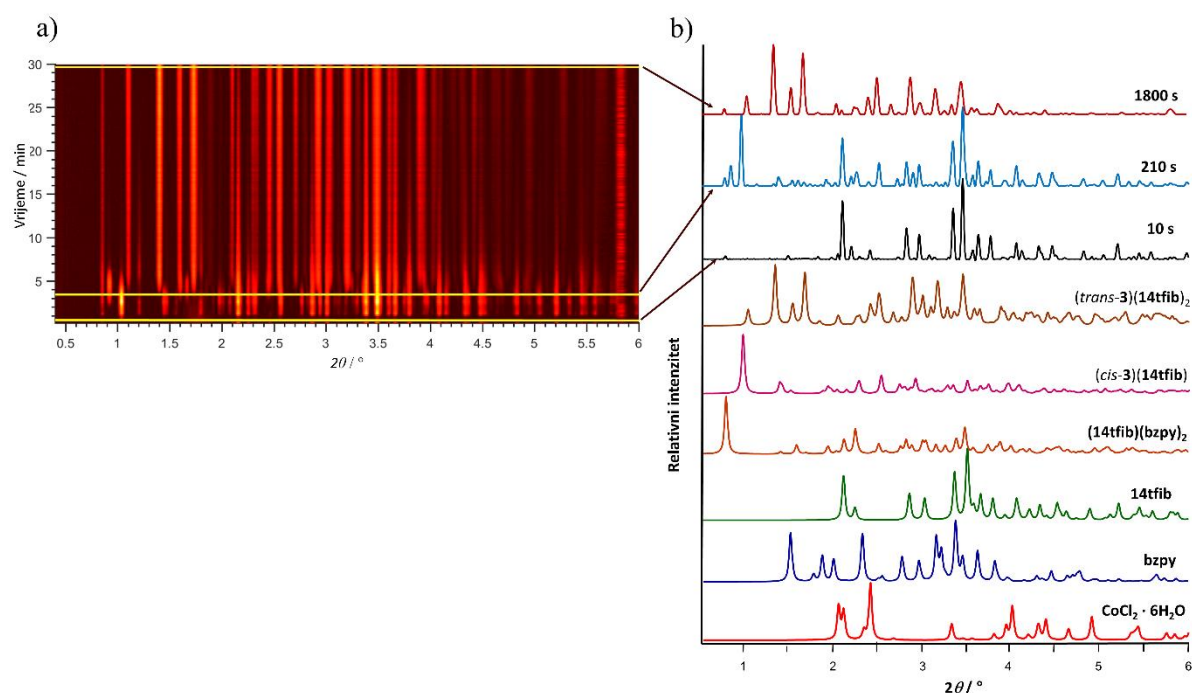 a)
Vrijeme / min
30
25
20
15
10
5
0.5 1 1.5 2 2.5 3 3.5 4 4.5 5 5.5 6
2θ / °
b)
Relativni intenzitet
1800 s
210 s
10 s
(trans-3)(14tfib)₂
(cis-3)(14tfib)
(14tfib)(bzpy)₂
14tfib
bzpy
CoCl₂ · 6H₂O
1 2 3 4 5 6
2θ / °